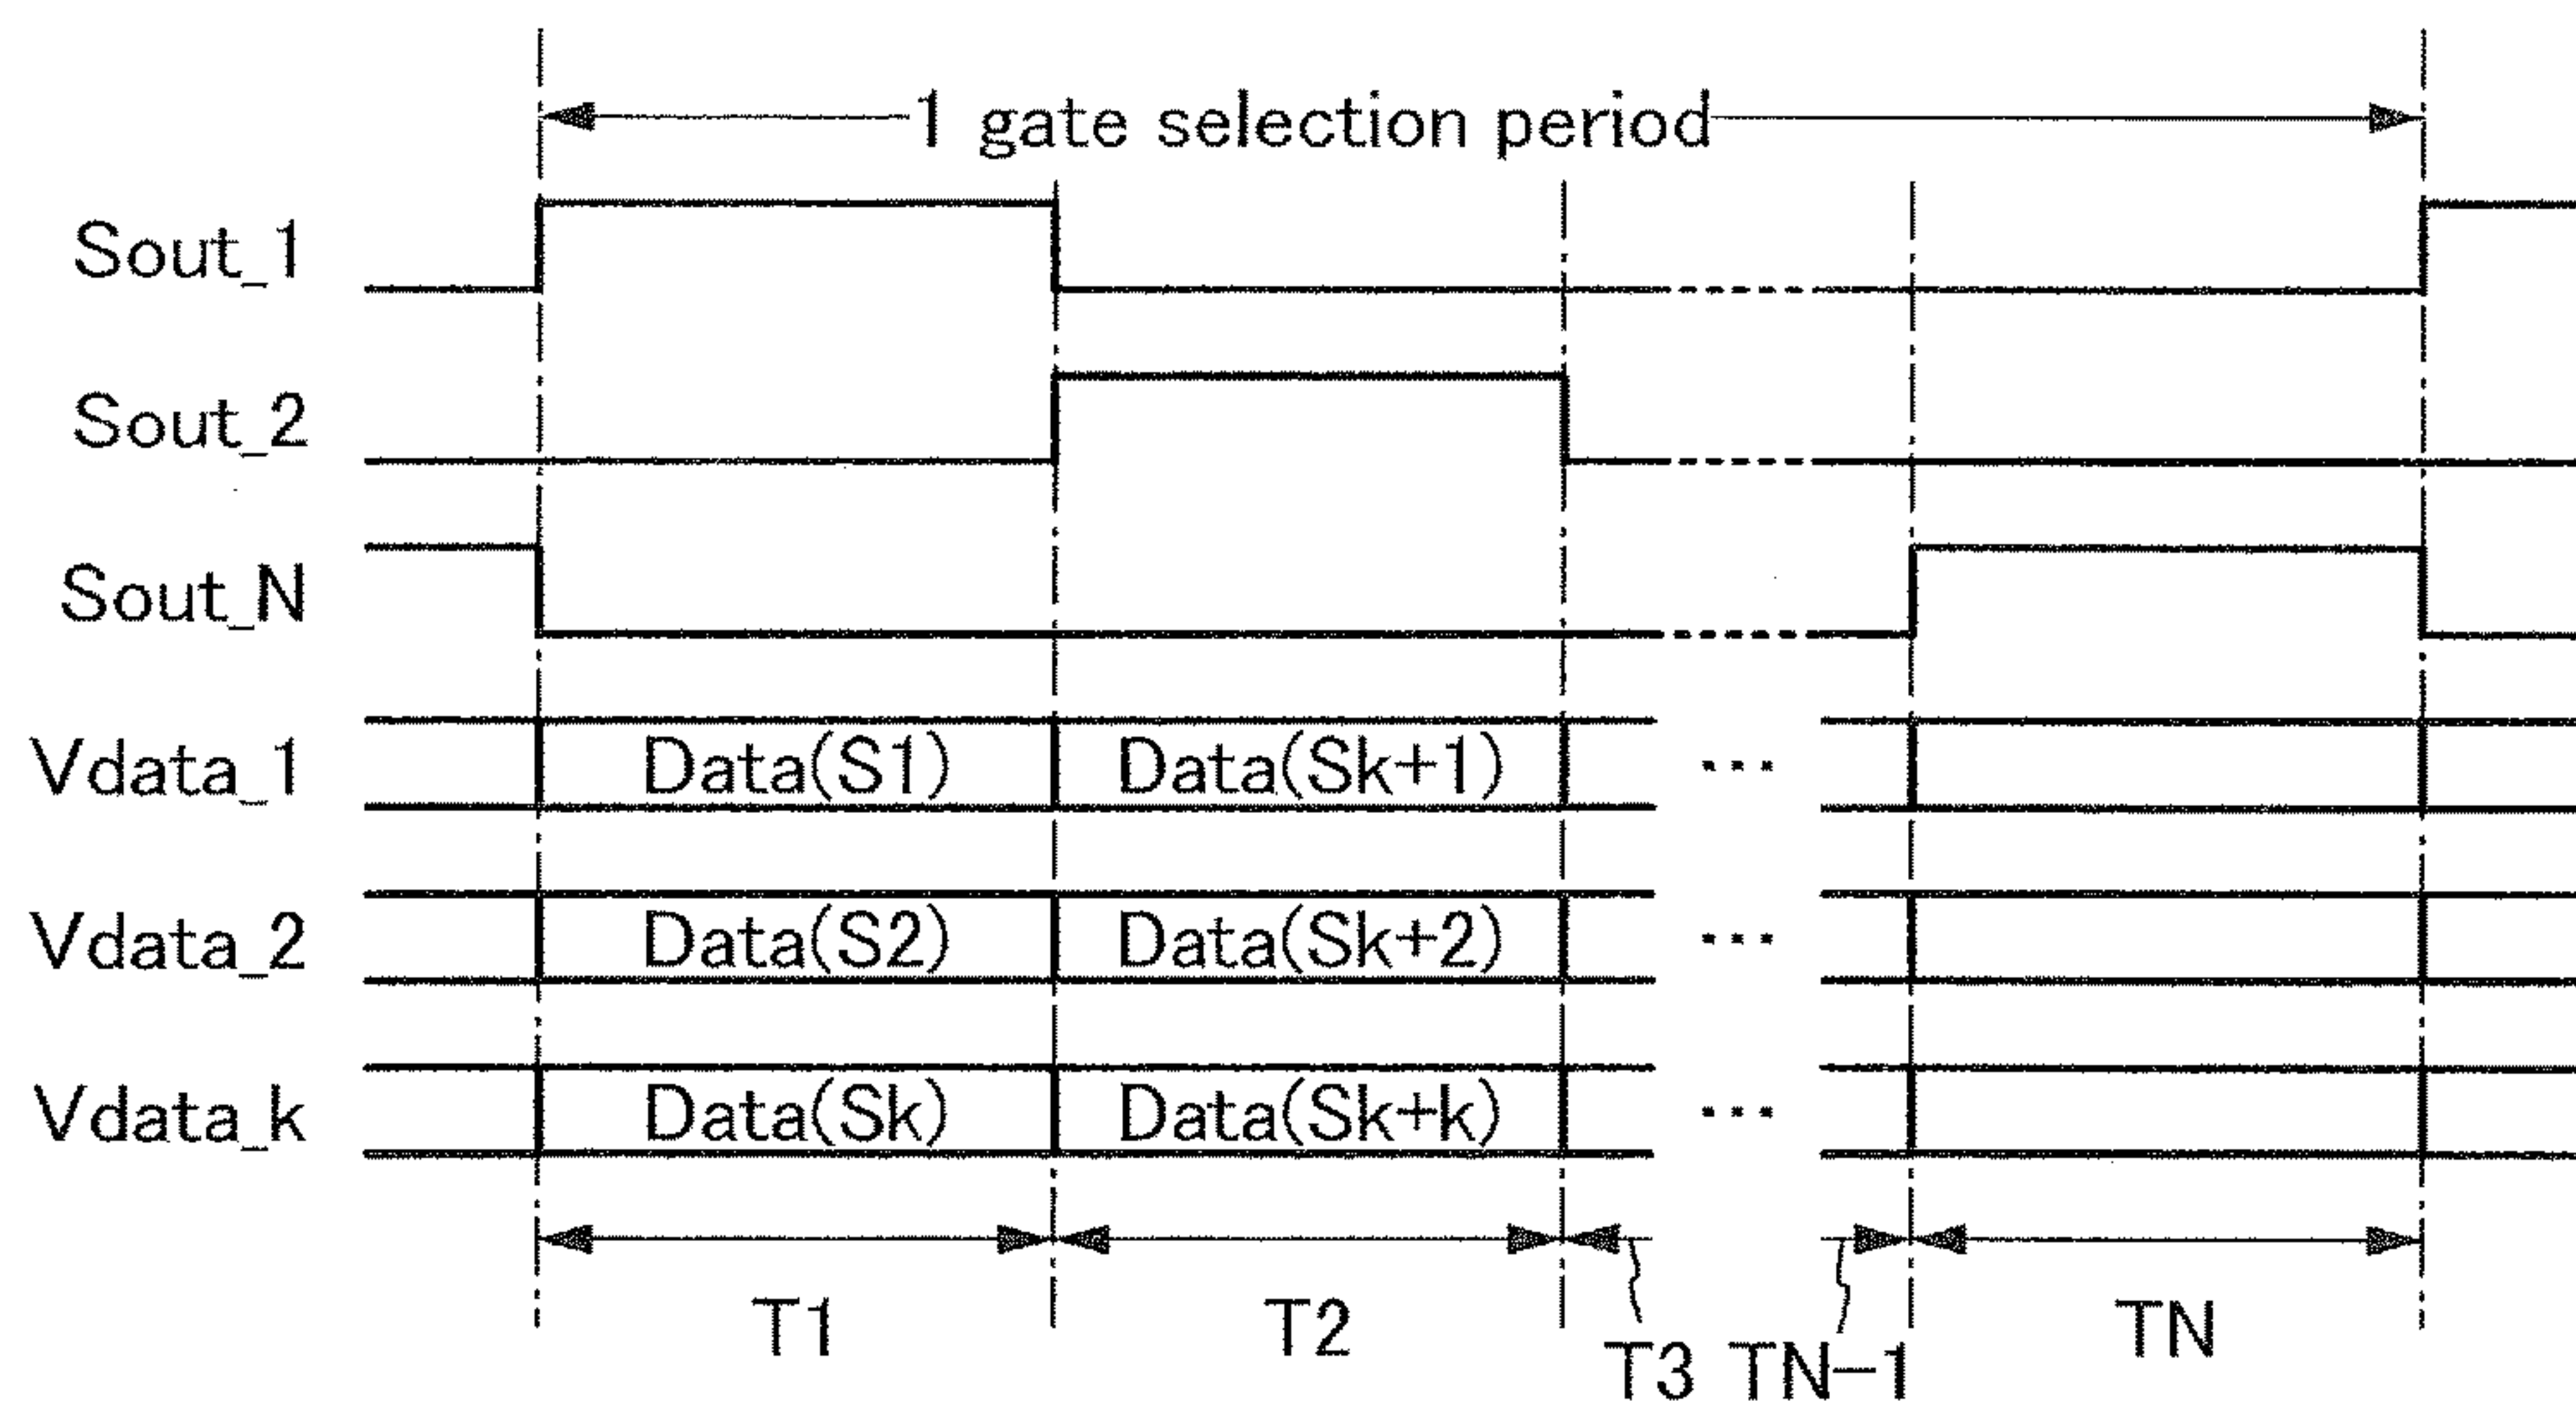 1 gate selection period
Sout_1
Sout_2
Sout_N
Vdata_1 Data(S1) Data(Sk+1) ...
Vdata_2 Data(S2) Data(Sk+2) ...
Vdata_k Data(Sk) Data(Sk+k) ...
T1 T2 T3 TN-1 TN